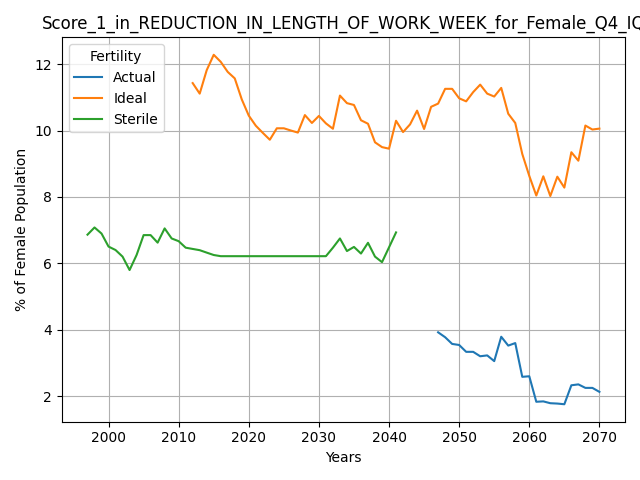 Score_1_in_REDUCTION_IN_LENGTH_OF_WORK_WEEK_for_Female_Q4_IQ
Fertility
Actual
Ideal
Sterile
% of Female Population
12
10
8
6
4
2
2000 2010 2020 2030 2040 2050 2060 2070
Years